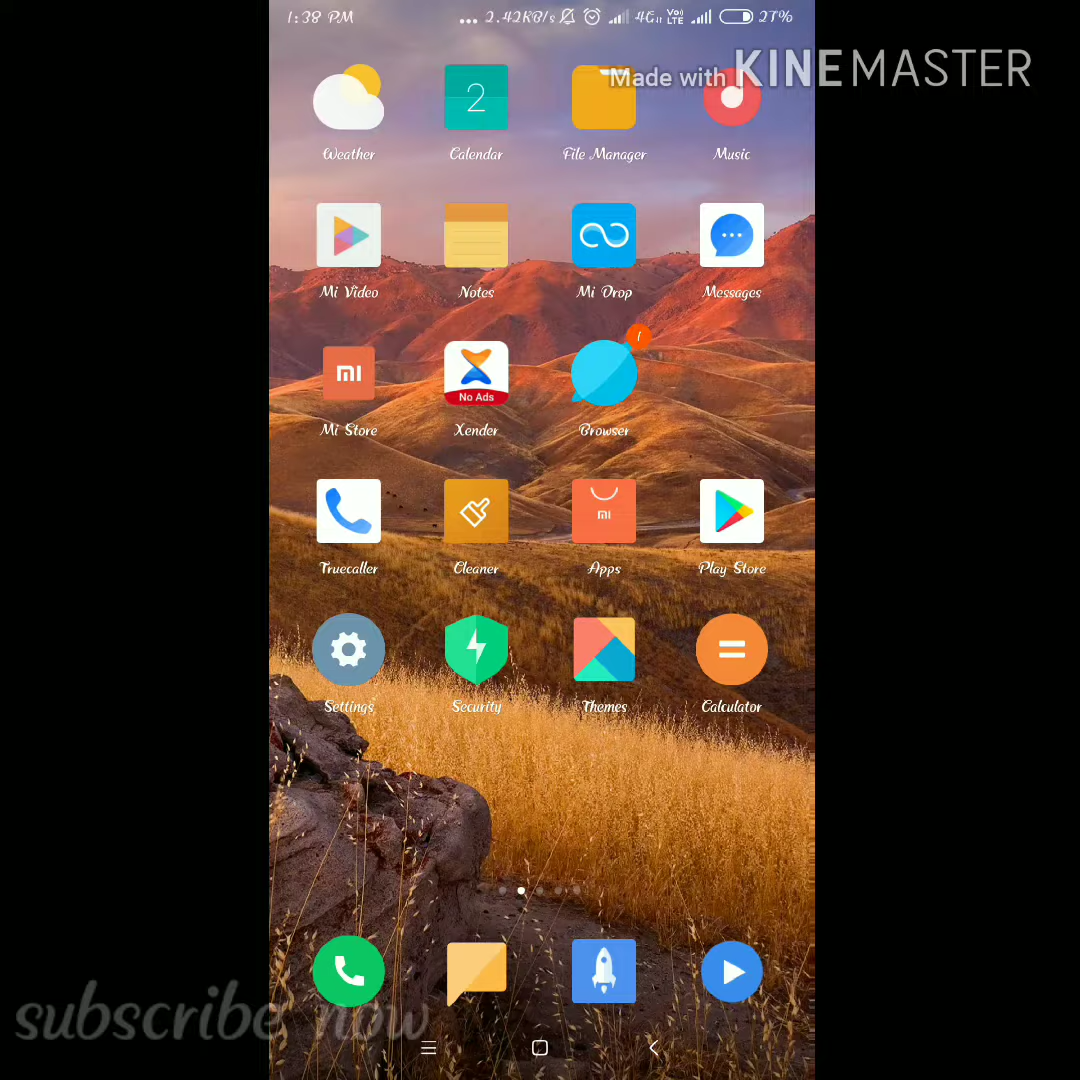 1:38 PM ... 2.42KB/s 4G Vo) LTE 27%
Made with KINEMASTER
2
Weather Calendar File Manager Music
Mi Video Notes Mi Drop Messages
1
No Ads
Mi Store Xender Browser
Truecaller Cleaner Apps Play Store
Settings Security Themes Calculator
subscribe now